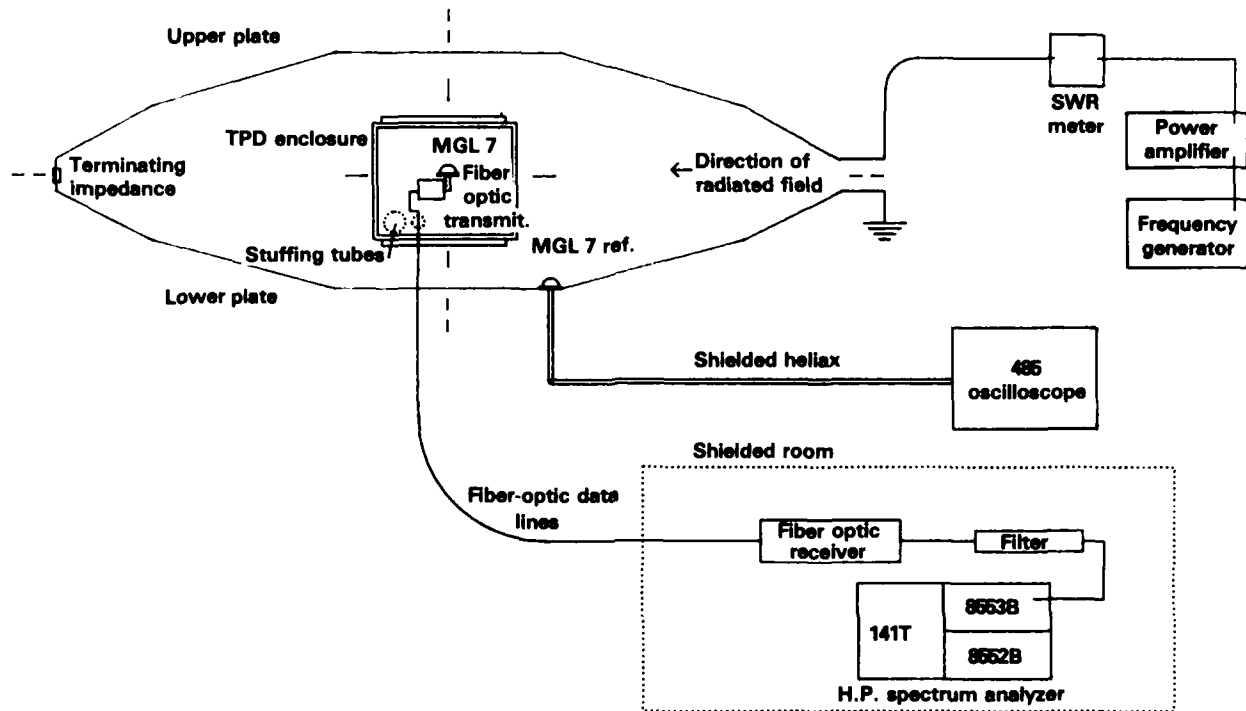 Upper plate
SWR
meter
Power
amplifier
Frequency
generator
TPD enclosure
MGL 7
Fiber
optic
transmit.
Terminating
impedance
←Direction of
radiated field
Stuffing tubes
MGL 7 ref.
Lower plate
Shielded heliax
485
oscilloscope
Shielded room
Fiber-optic data
lines
Fiber optic
receiver
Filter
141T
8553B
8552B
H.P. spectrum analyzer